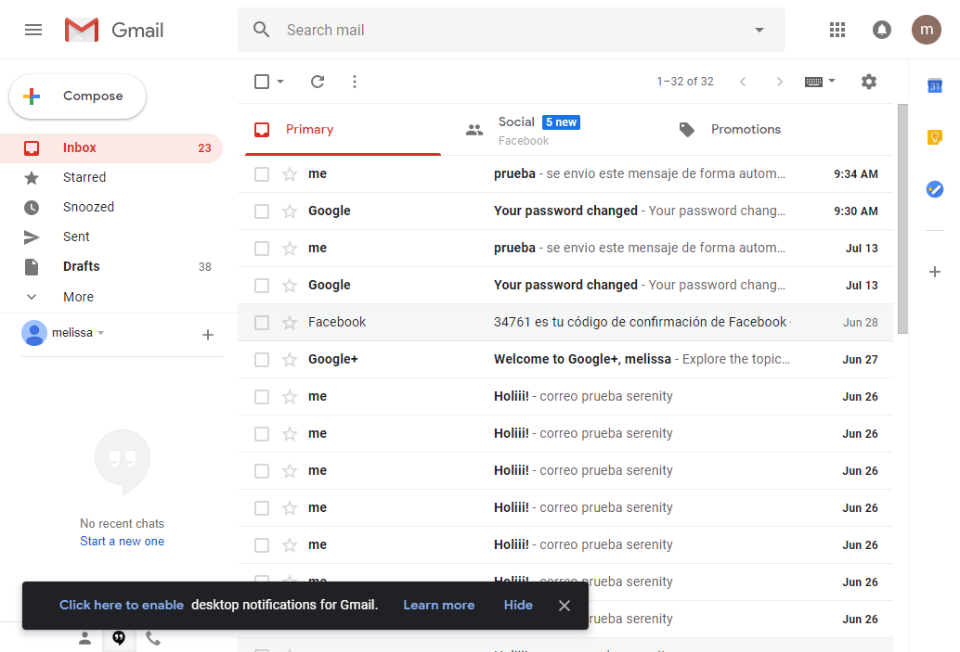 Gmail
Search mail
m
Compose
1–32 of 32
31
Primary
Social 5 new
Facebook
Promotions
Inbox 23
Starred
Snoozed
Sent
Drafts 38
More
melissa
No recent chats
Start a new one
me prueba - se envio este mensaje de forma autom… 9:34 AM
Google Your password changed - Your password chang… 9:30 AM
me prueba - se envio este mensaje de forma autom… Jul 13
Google Your password changed - Your password chang… Jul 13
Facebook 34761 es tu código de confirmación de Facebook Jun 28
Google+ Welcome to Google+, melissa - Explore the topic… Jun 27
me Holiii! - correo prueba serenity Jun 26
me Holiii! - correo prueba serenity Jun 26
me Holiii! - correo prueba serenity Jun 26
me Holiii! - correo prueba serenity Jun 26
me Holiii! - correo prueba serenity Jun 26
me Holiii! - correo prueba serenity Jun 26
rueba serenity Jun 26
Click here to enable desktop notifications for Gmail. Learn more Hide